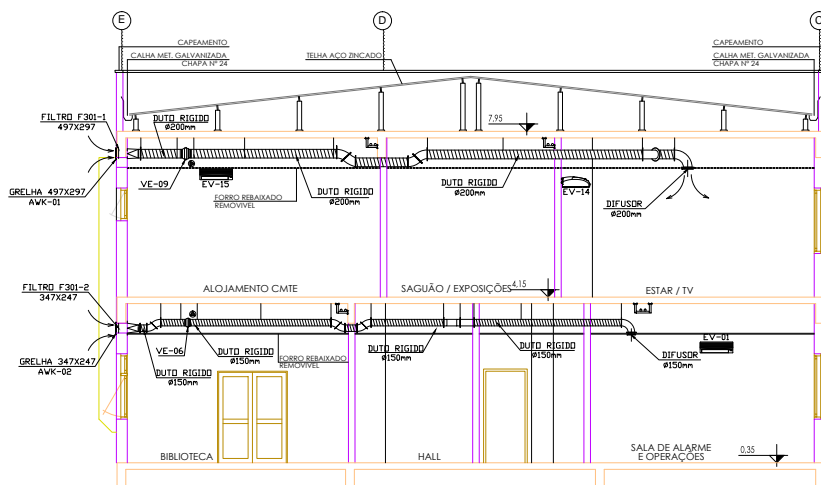 E
D
C
CAPEAMENTO
CALHA MET. GALVANIZADA
CHAPA Nº 24
TELHA AÇO ZINCADO
CAPEAMENTO
CALHA MET. GALVANIZADA
CHAPA Nº 24
FILTRO F301-1
497X297
DUTO RIGIDO
ø200mm
7,95
GRELHA 497X297
AWK-01
VE-09
EV-15
FORRO REBAIXADO
REMOVIVEL
DUTO RIGIDO
ø200mm
DUTO RIGIDO
ø200mm
EV-14
DIFUSOR
ø200mm
ALOJAMENTO CMTE
SAGUÃO / EXPOSIÇÕES
4,15
ESTAR / TV
FILTRO F301-2
347X247
GRELHA 347X247
AWK-02
VE-06
DUTO RIGIDO
ø150mm
DUTO RIGIDO
ø150mm
FORRO REBAIXADO
REMOVIVEL
DUTO RIGIDO
ø150mm
DUTO RIGIDO
ø150mm
EV-01
DIFUSOR
ø150mm
BIBLIOTECA
HALL
SALA DE ALARME
E OPERAÇÕES
0,35